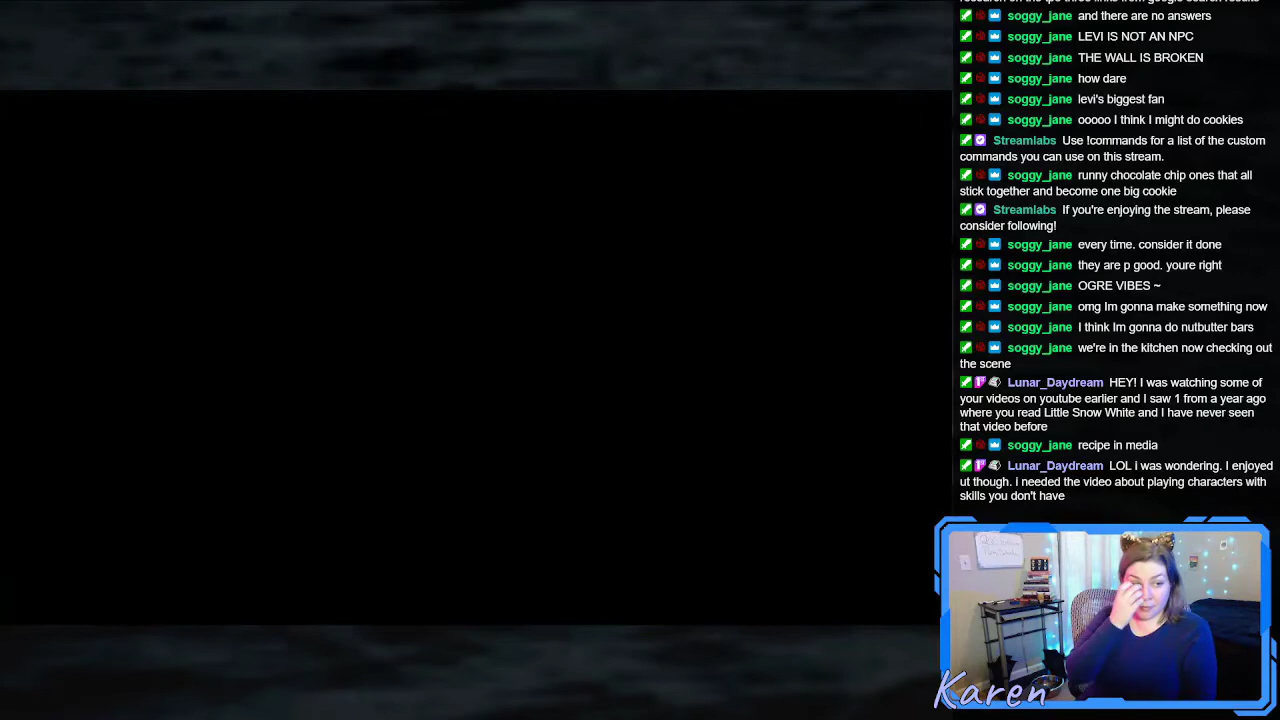 soggy_jane and there are no answers
soggy_jane LEVI IS NOT AN NPC
soggy_jane THE WALL IS BROKEN
soggy_jane how dare
soggy_jane levi's biggest fan
soggy_jane ooooo I think I might do cookies
Streamlabs Use !commands for a list of the custom
commands you can use on this stream.
soggy_jane runny chocolate chip ones that all
stick together and become one big cookie
Streamlabs If you're enjoying the stream, please
consider following!
soggy_jane every time. consider it done
soggy_jane they are p good. youre right
soggy_jane OGRE VIBES ~
soggy_jane omg Im gonna make something now
soggy_jane I think Im gonna do nutbutter bars
soggy_jane we're in the kitchen now checking out
the scene
Lunar_Daydream HEY! I was watching some of
your videos on youtube earlier and I saw 1 from a year ago
where you read Little Snow White and I have never seen
that video before
soggy_jane recipe in media
Lunar_Daydream LOL i was wondering. I enjoyed
ut though. i needed the video about playing characters with
skills you don't have
Karen